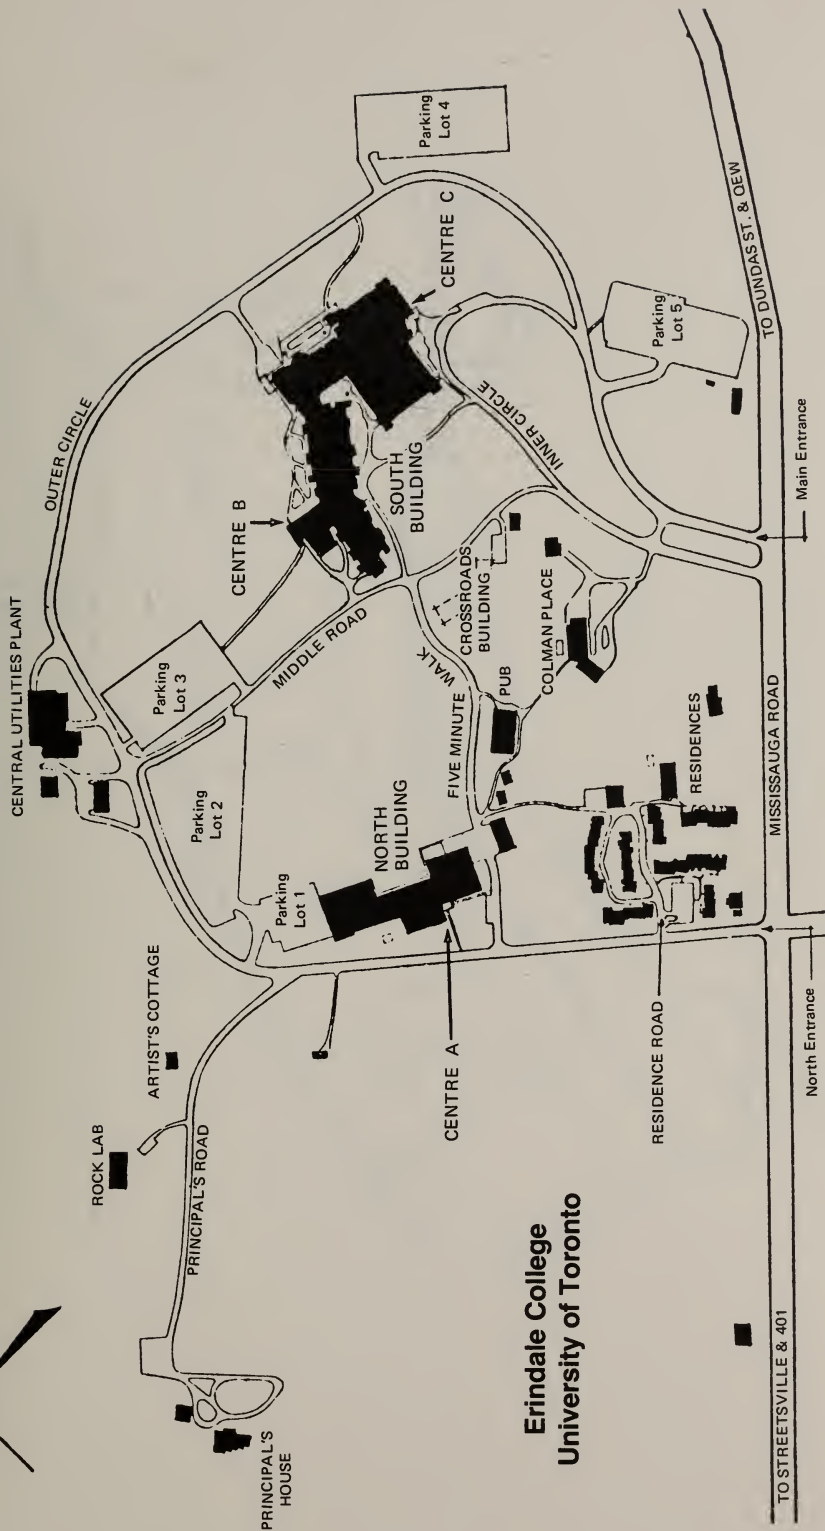 Parking
Lot 4
CENTRE C
TO DUNDAS ST. & QEW
Parking
Lot 5
OUTER CIRCLE
INNER CIRCLE
Main Entrance
CENTRE B
SOUTH
BUILDING
CENTRAL UTILITIES PLANT
Parking
Lot 3
MIDDLE ROAD
CROSSROADS
BUILDING
COLMAN PLACE
FIVE MINUTE WALK
PUB
Parking
Lot 2
NORTH
BUILDING
RESIDENCES
MISSISSAUGA ROAD
Parking
Lot 1
ARTIST'S COTTAGE
CENTRE A
RESIDENCE ROAD
North Entrance
ROCK LAB
PRINCIPAL'S ROAD
Erindale College
University of Toronto
PRINCIPAL'S
HOUSE
TO STREETSVILLE & 401